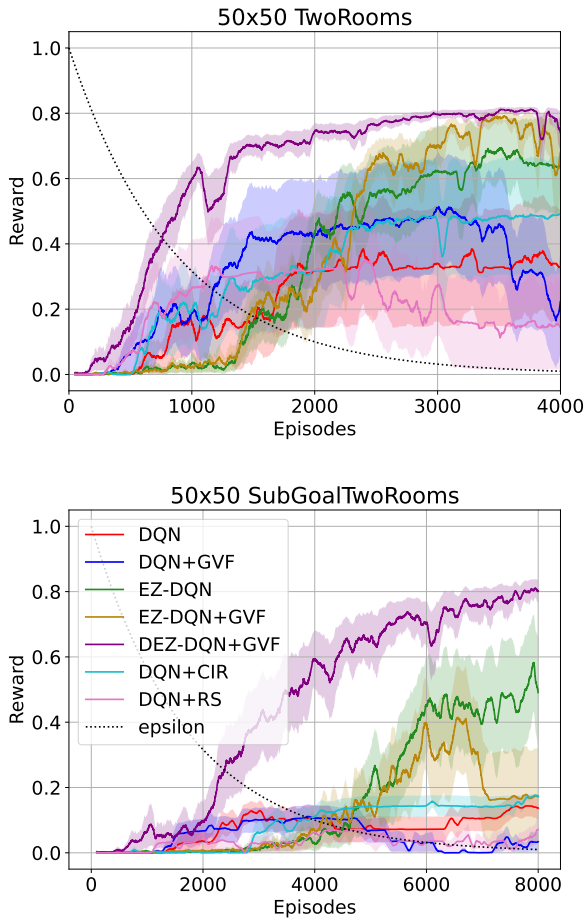 50x50 TwoRooms
1.0
0.8
0.6
0.4
0.2
0.0
Reward
0
1000
2000
3000
4000
Episodes
50x50 SubGoalTwoRooms
1.0
0.8
0.6
0.4
0.2
0.0
Reward
DQN
DQN+GVF
EZ-DQN
EZ-DQN+GVF
DEZ-DQN+GVF
DQN+CIR
DQN+RS
epsilon
0
2000
4000
6000
8000
Episodes